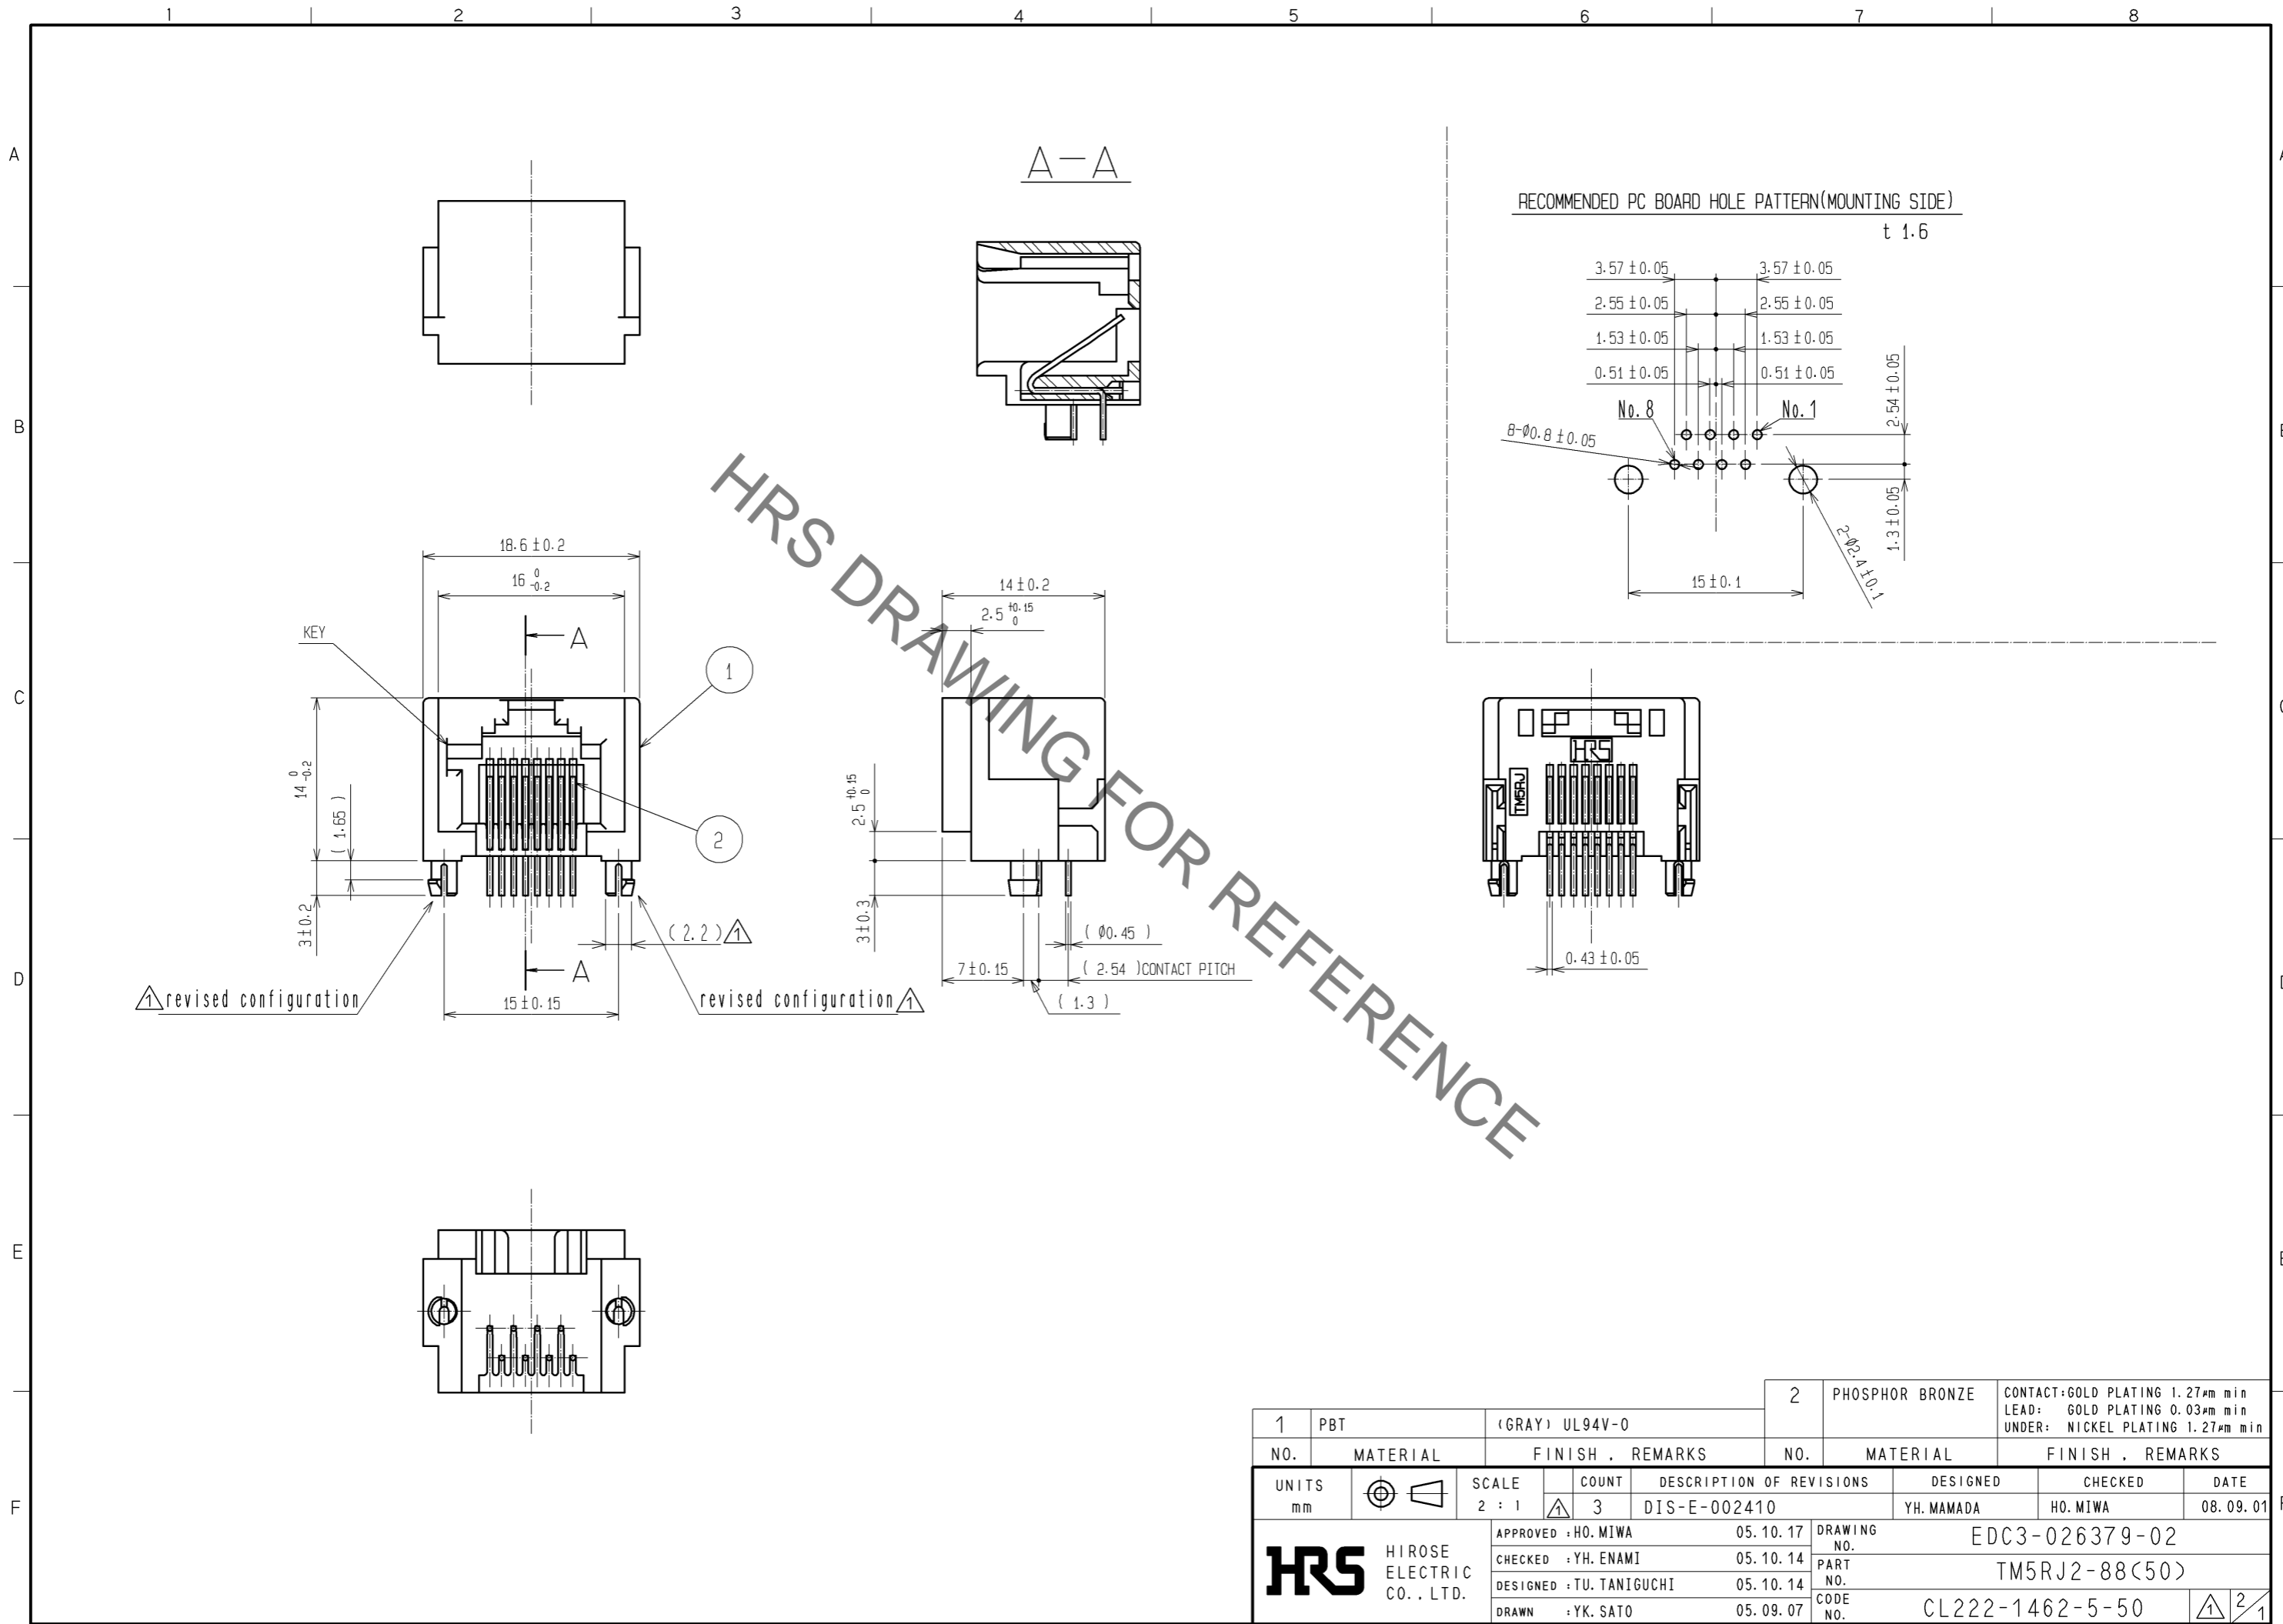 1 2 3 4 5 6 7 8
A
B
C
D
E
F
A—A
RECOMMENDED PC BOARD HOLE PATTERN(MOUNTING SIDE)
t 1.6
3.57 ±0.05 3.57 ±0.05
2.55 ±0.05 2.55 ±0.05
1.53 ±0.05 1.53 ±0.05
0.51 ±0.05 0.51 ±0.05
No. 8 No. 1
8-Ø0.8 ±0.05
2.54 ±0.05
1.3 ±0.05
2-Ø2.4 ±0.1
15 ±0.1
HRS DRAWING FOR REFERENCE
18.6 ±0.2
16 0 -0.2
KEY
A
1
14 0 -0.2
( 1.65 )
2
3±0.2
( 2.2 ) 1
A
1 revised configuration
revised configuration 1
15 ±0.15
14 ±0.2
2.5 +0.15 0
2.5 +0.15 0
3±0.3
( Ø0.45 )
7 ±0.15
( 2.54 )CONTACT PITCH
( 1.3 )
HRS
TM5RJ
0.43 ±0.05
2 PHOSPHOR BRONZE CONTACT:GOLD PLATING 1.27μm min
LEAD: GOLD PLATING 0.03μm min
UNDER: NICKEL PLATING 1.27μm min
1 PBT (GRAY) UL94V-0
NO. MATERIAL FINISH , REMARKS NO. MATERIAL FINISH , REMARKS
UNITS mm
SCALE 2 : 1
COUNT DESCRIPTION OF REVISIONS DESIGNED CHECKED DATE
1 3 DIS-E-002410 YH. MAMADA HO. MIWA 08. 09. 01
HRS HIROSE ELECTRIC CO., LTD.
APPROVED : HO. MIWA 05. 10. 17
CHECKED : YH. ENAMI 05. 10. 14
DESIGNED : TU. TANIGUCHI 05. 10. 14
DRAWN : YK. SATO 05. 09. 07
DRAWING NO. EDC3-026379-02
PART NO. TM5RJ2-88(50)
CODE NO. CL222-1462-5-50 1 2/1